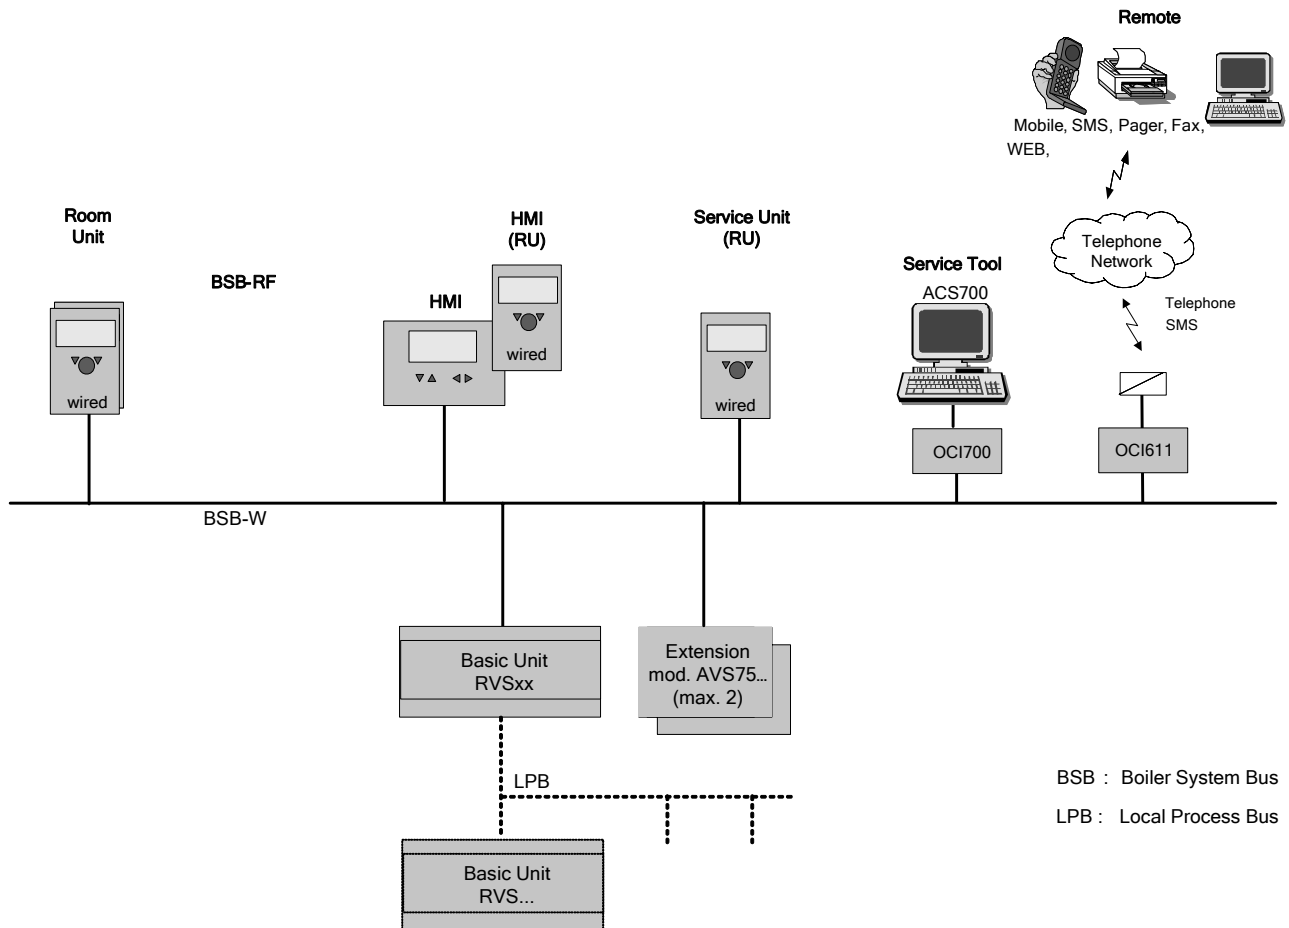 Remote
Mobile, SMS, Pager, Fax,
WEB,
Room
Unit
BSB-RF
HMI
HMI
(RU)
Service Unit
(RU)
Service Tool
ACS700
Telephone
Network
Telephone
SMS
wired
wired
wired
OCI700
OCI611
BSB-W
Basic Unit
RVSxx
Extension
mod. AVS75...
(max. 2)
LPB
BSB : Boiler System Bus
LPB : Local Process Bus
Basic Unit
RVS...